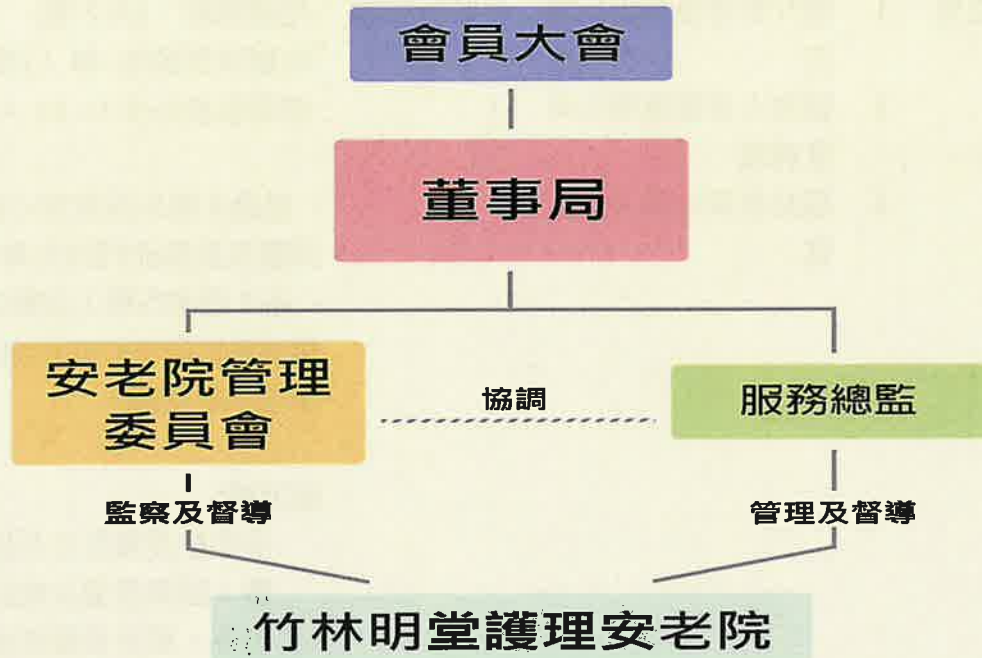 會員大會
董事局
安老院管理
委員會
協調
服務總監
監察及督導
管理及督導
竹林明堂護理安老院